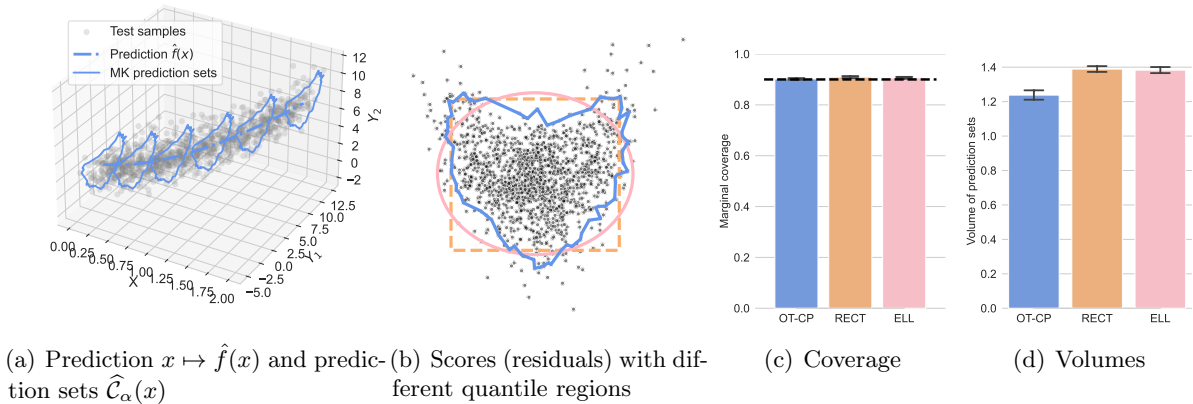 Test samples
Prediction f̂(x)
MK prediction sets
12
10
8
6
4
2
0
−2
Y₂
0.00
0.25
0.50
0.75
1.00
1.25
1.50
1.75
2.00
X
−5.0
−2.5
0.0
2.5
5.0
7.5
10.0
12.5
Y₁
1.0
0.8
0.6
0.4
0.2
0.0
Marginal coverage
OT-CP RECT ELL
1.4
1.2
1.0
0.8
0.6
0.4
0.2
0.0
Volume of prediction sets
OT-CP RECT ELL
(a) Prediction x ↦ f̂(x) and predic-
tion sets Ĉα(x)
(b) Scores (residuals) with dif-
ferent quantile regions
(c) Coverage
(d) Volumes